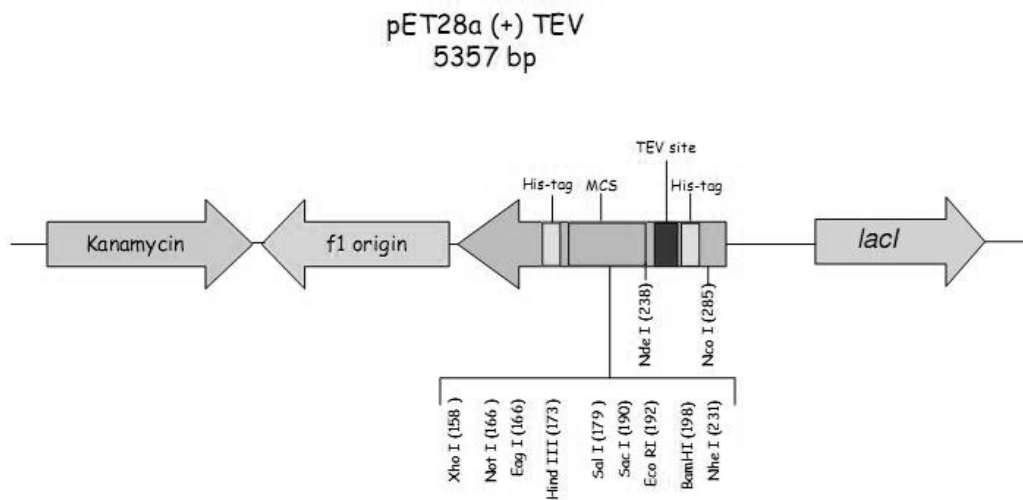 pET28a (+) TEV
5357 bp
TEV site
His-tag
MCS
His-tag
Kanamycin
f1 origin
lacI
Nde I (238)
Nco I (285)
Xho I (158)
Not I (166)
Eag I (166)
Hind III (173)
Sal I (179 )
Sac I (190)
Eco RI (192)
BamHI (198)
Nhe I (231)